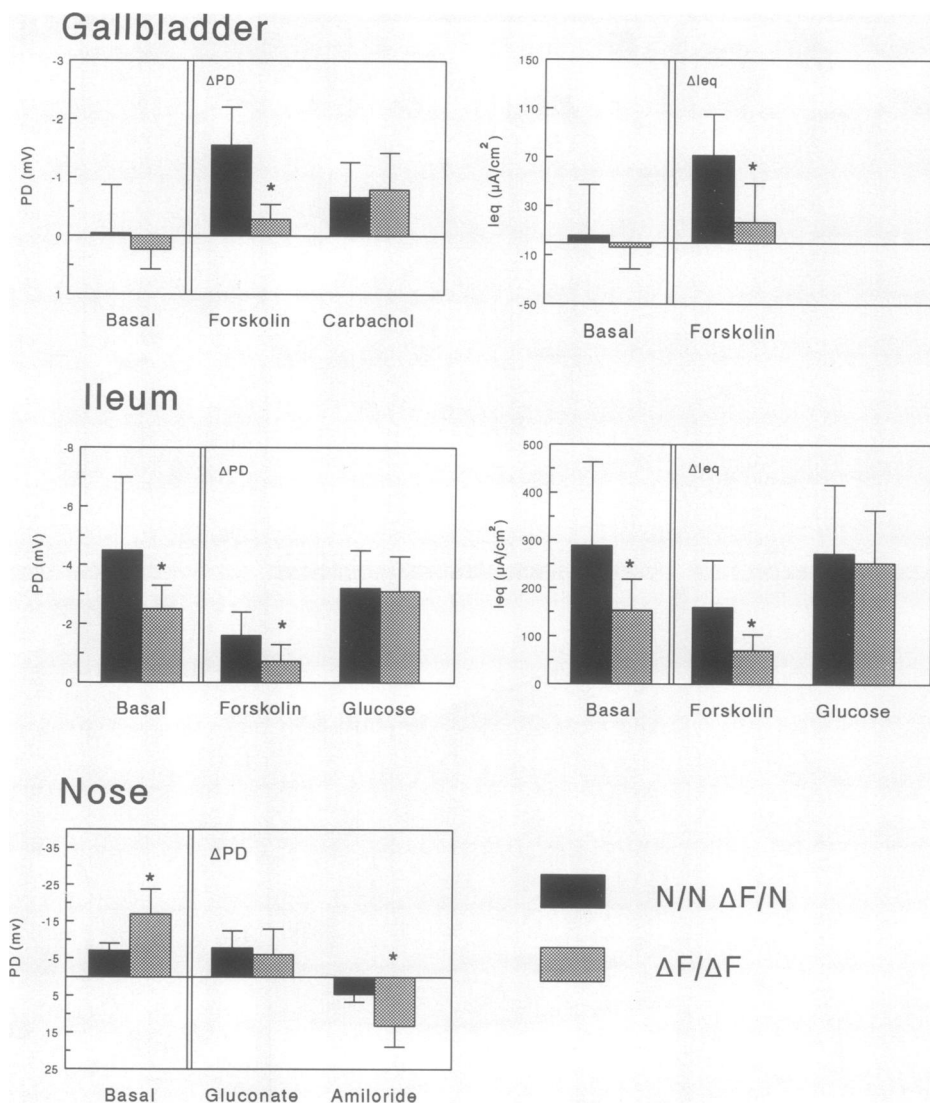 Gallbladder
-3
-2
0
PD (mV)
ΔPD
Basal
Forskolin
*
Carbachol
150
110
70
30
-10
-50
Ieq (µA/cm²)
ΔIeq
Basal
Forskolin
*
Ileum
-8
-6
-4
-2
0
PD (mV)
ΔPD
*
*
Basal
Forskolin
Glucose
500
400
300
200
100
0
Ieq (µA/cm²)
ΔIeq
*
*
Basal
Forskolin
Glucose
Nose
-35
-25
-15
-5
5
15
25
PD (mv)
ΔPD
*
*
Basal
Gluconate
Amiloride
N/N ΔF/N
ΔF/ΔF